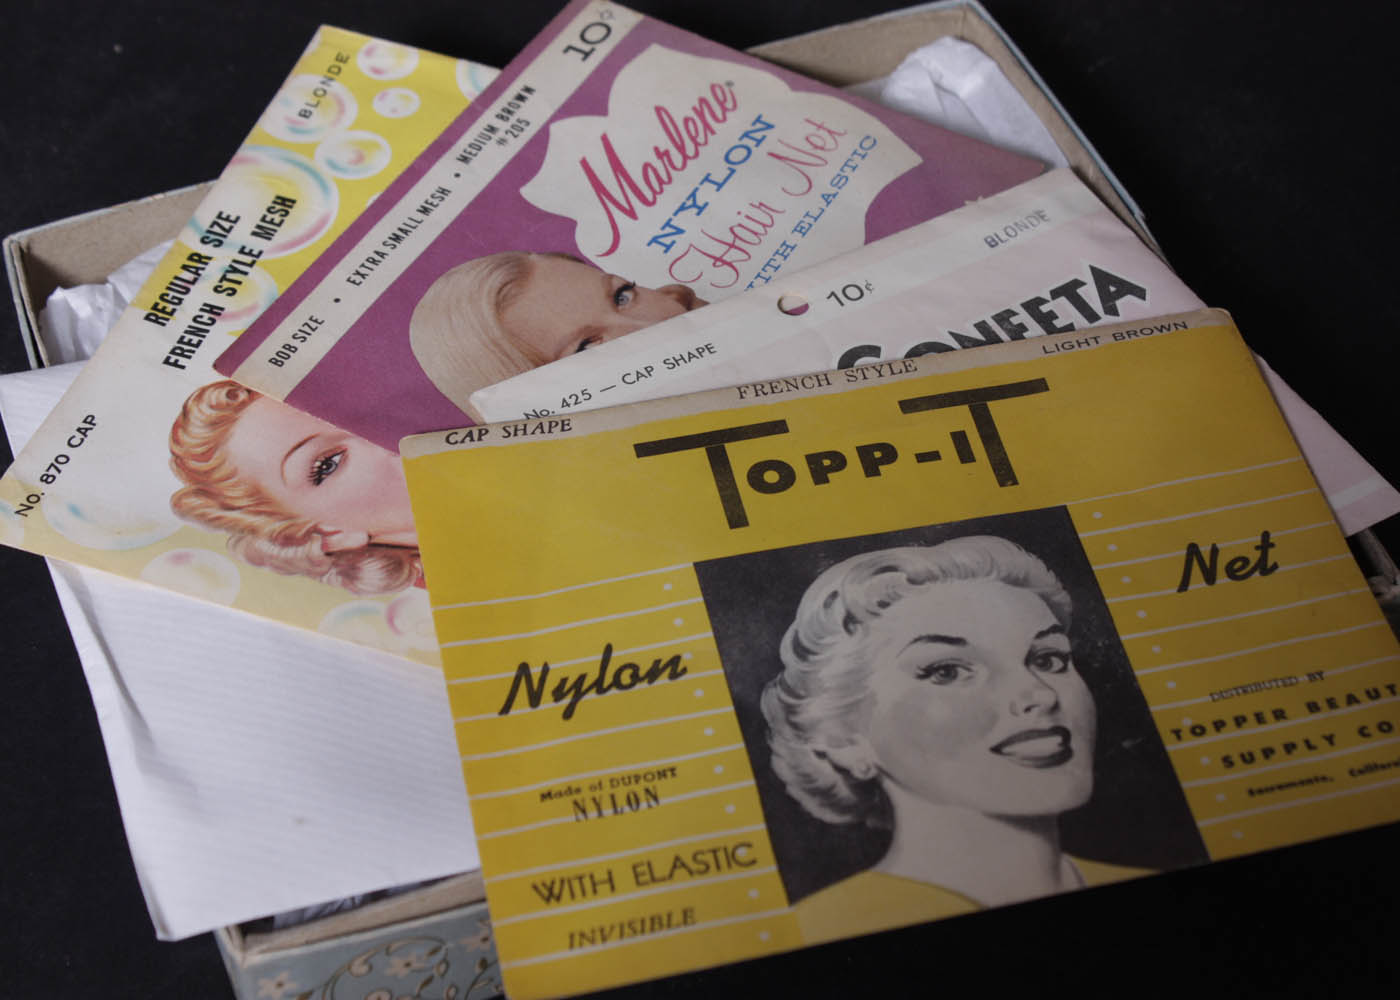 BLONDE
REGULAR SIZE
FRENCH STYLE MESH
No. 870 CAP
10¢
BOB SIZE • EXTRA SMALL MESH • MEDIUM BROWN
# 205
Marlene
NYLON
Hair Net
WITH ELASTIC
BLONDE
No. 425 — CAP SHAPE 10¢
CONFETA
CAP SHAPE FRENCH STYLE LIGHT BROWN
TOPP-IT
Nylon Net
Made of DUPONT
NYLON
WITH ELASTIC
INVISIBLE
DISTRIBUTED BY
TOPPER BEAUT
SUPPLY CO
Sacramento, Califor